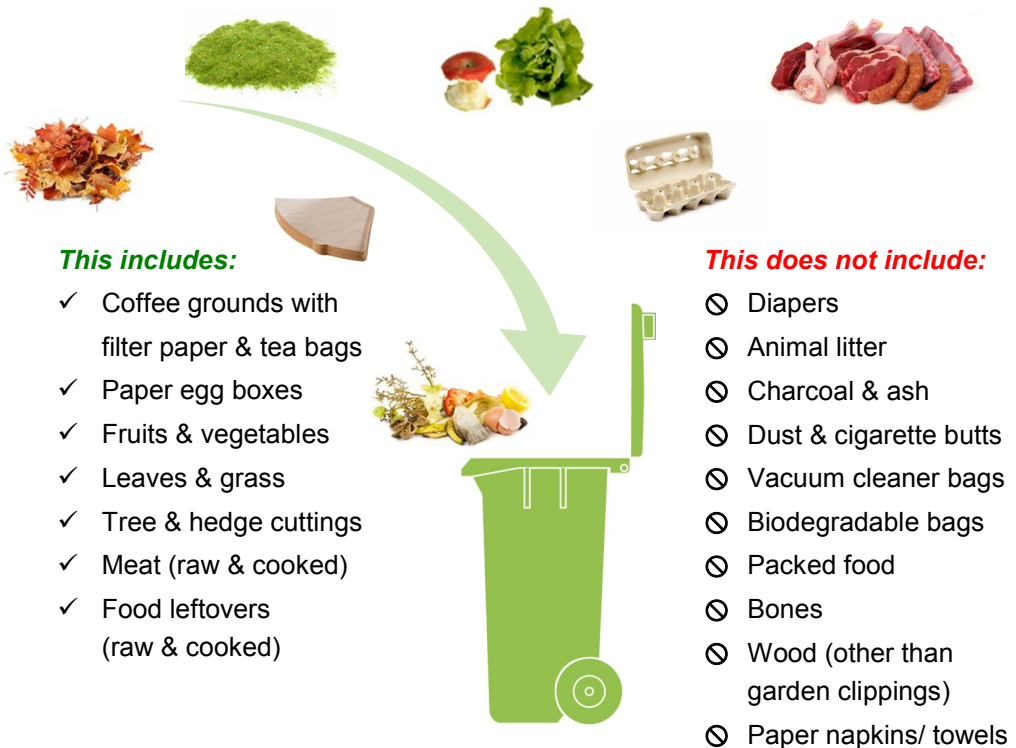 This includes:
✓ Coffee grounds with
filter paper & tea bags
✓ Paper egg boxes
✓ Fruits & vegetables
✓ Leaves & grass
✓ Tree & hedge cuttings
✓ Meat (raw & cooked)
✓ Food leftovers
(raw & cooked)
This does not include:
🛇 Diapers
🛇 Animal litter
🛇 Charcoal & ash
🛇 Dust & cigarette butts
🛇 Vacuum cleaner bags
🛇 Biodegradable bags
🛇 Packed food
🛇 Bones
🛇 Wood (other than
garden clippings)
🛇 Paper napkins/ towels